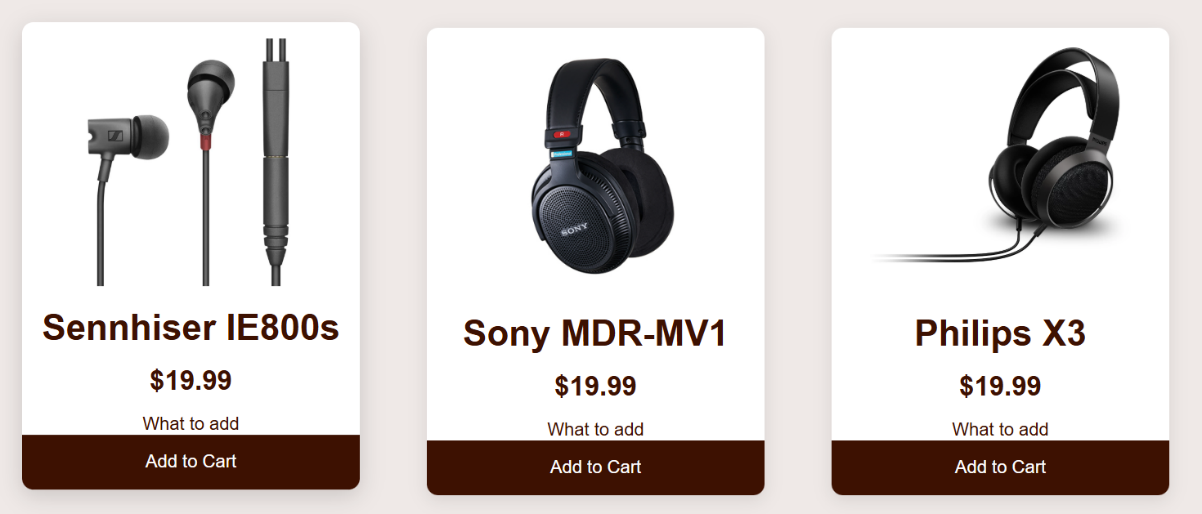 SONY
Sennhiser IE800s
$19.99
What to add
Add to Cart
Sony MDR-MV1
$19.99
What to add
Add to Cart
Philips X3
$19.99
What to add
Add to Cart